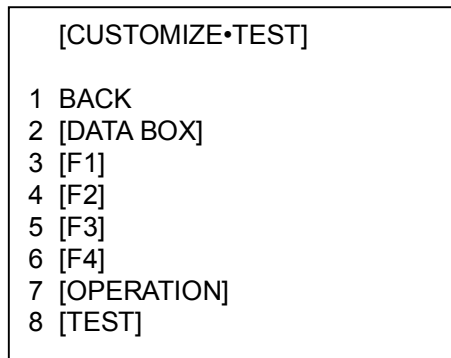 [CUSTOMIZE•TEST]
1 BACK
2 [DATA BOX]
3 [F1]
4 [F2]
5 [F3]
6 [F4]
7 [OPERATION]
8 [TEST]